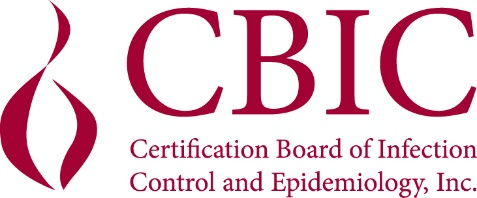 CBIC
Certification Board of Infection
Control and Epidemiology, Inc.